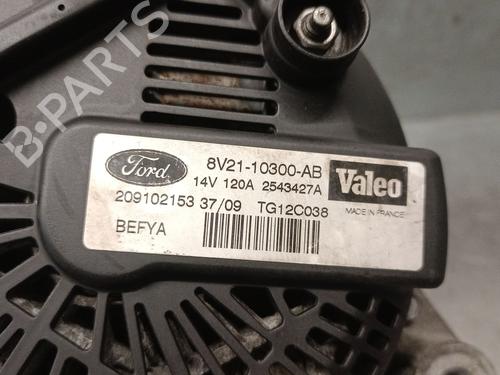 B-PARTS
Ford
8V21-10300-AB
14V 120A 2543427A
Valeo
MADE IN FRANCE
209102153 37/09 TG12C038
BEFYA